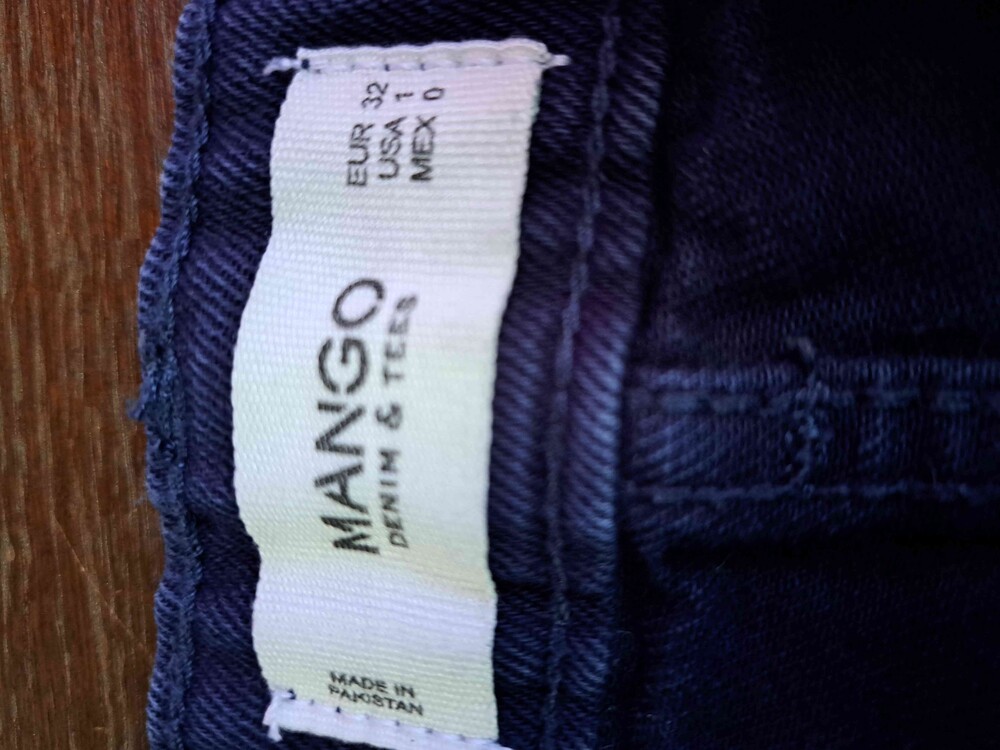 MADE IN
PAKISTAN
MANGO
DENIM & TEES
EUR 32
USA 1
MEX 0